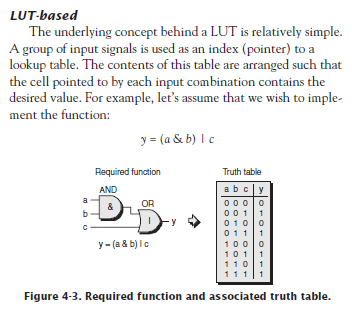 LUT-based
The underlying concept behind a LUT is relatively simple.
A group of input signals is used as an index (pointer) to a
lookup table. The contents of this table are arranged such that
the cell pointed to by each input combination contains the
desired value. For example, let's assume that we wish to imple-
ment the function:
y = (a & b) | c
Required function
AND
a
&
b
OR
|
c
y
y = (a & b) | c
Truth table
a b c y
0 0 0 0
0 0 1 1
0 1 0 0
0 1 1 1
1 0 0 0
1 0 1 1
1 1 0 1
1 1 1 1
Figure 4-3. Required function and associated truth table.